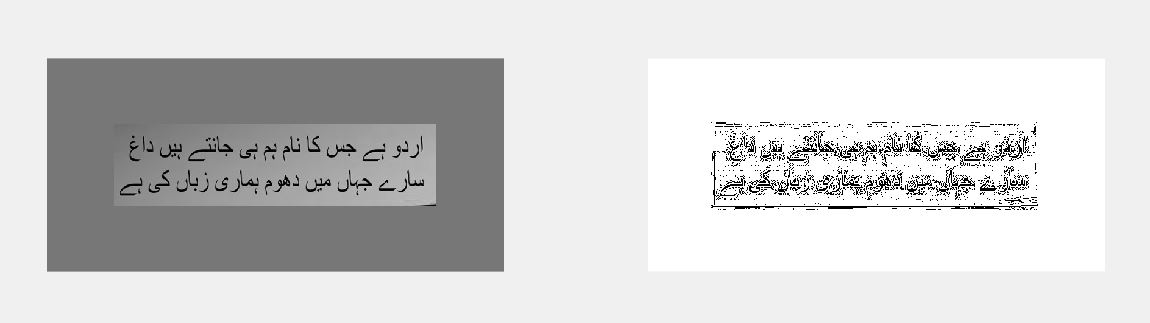 اردو ہے جس کا نام ہم ہی جانتے ہیں داغ
سارے جہاں میں دھوم ہماری زباں کی ہے
اردو ہے جس کا نام ہم ہی جانتے ہیں داغ
سارے جہاں میں دھوم ہماری زباں کی ہے